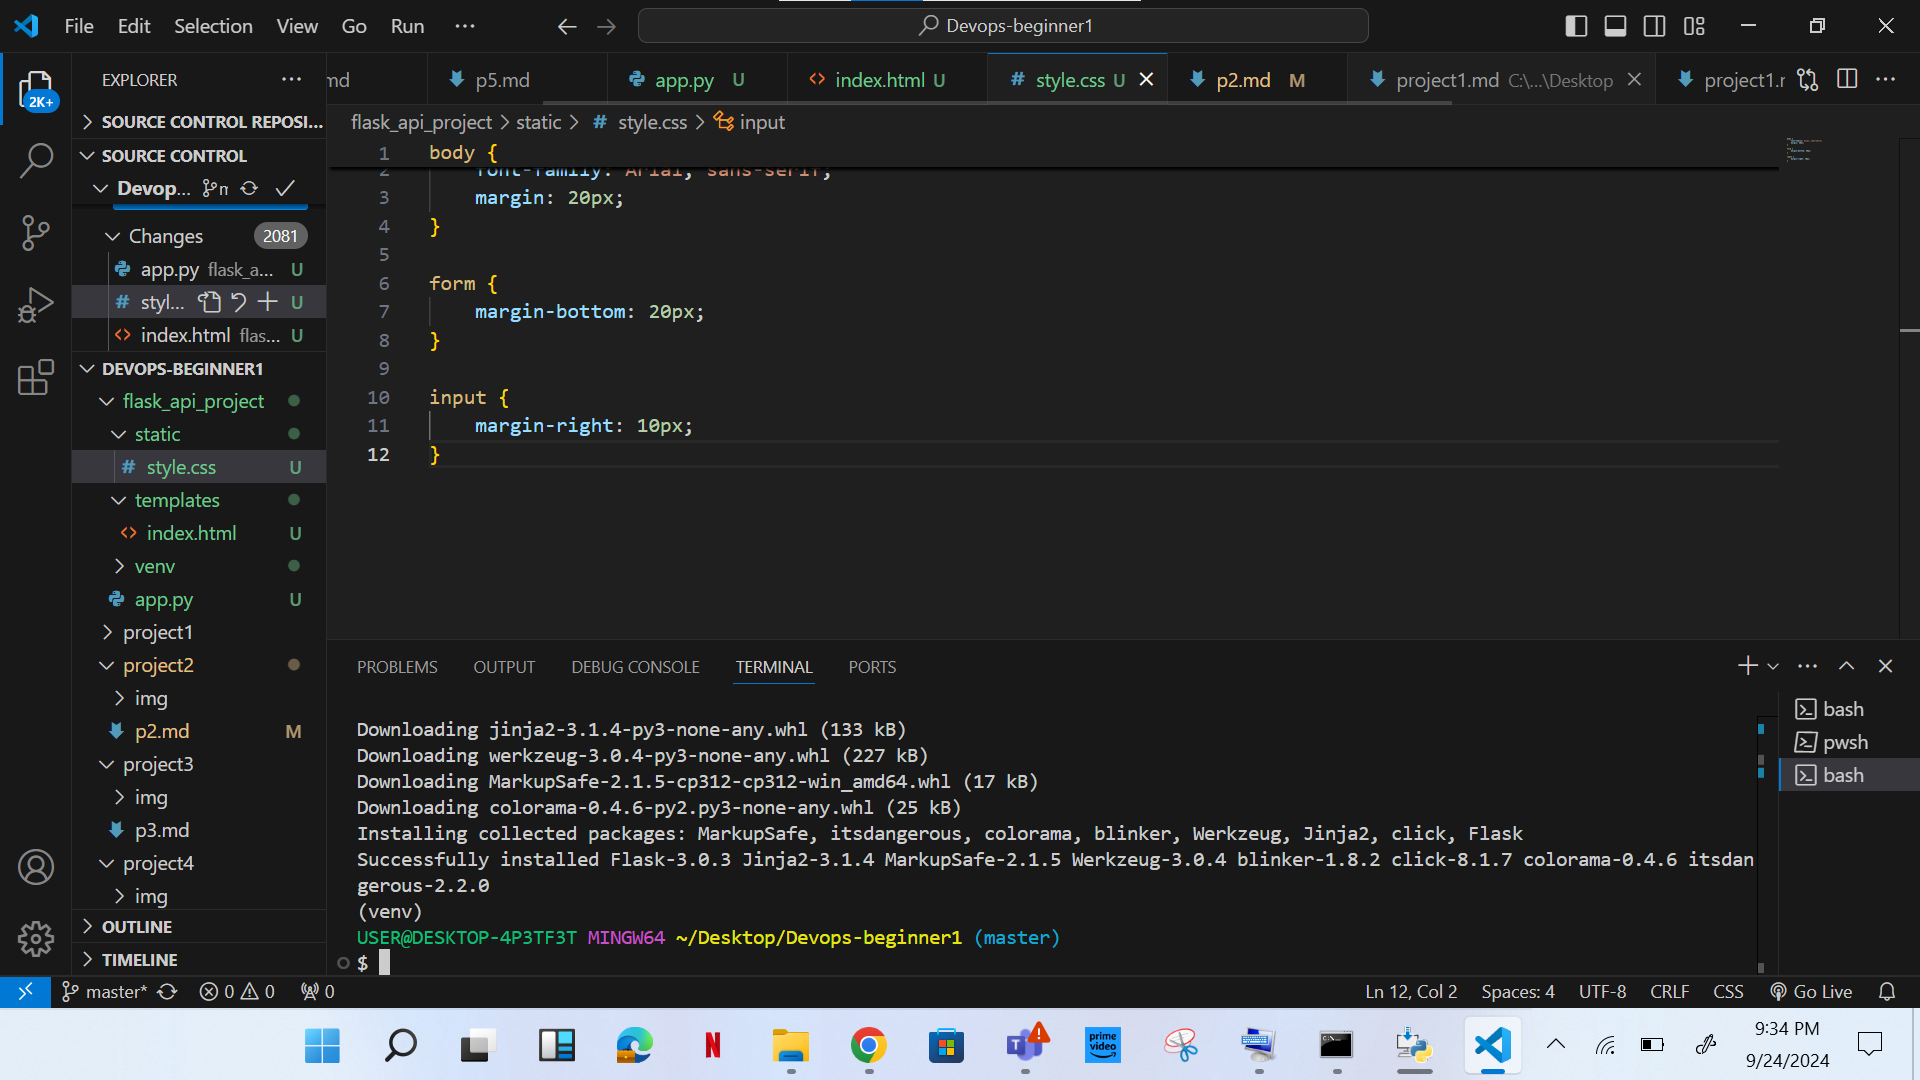 File Edit Selection View Go Run ···
Devops-beginner1
EXPLORER
2K+
SOURCE CONTROL REPOSI...
SOURCE CONTROL
Devop...
Changes 2081
app.py flask_a... U
styl... U
index.html flas... U
DEVOPS-BEGINNER1
flask_api_project
static
# style.css U
templates
<> index.html U
venv
app.py U
project1
project2
img
p2.md M
project3
img
p3.md
project4
img
OUTLINE
TIMELINE
md
p5.md
app.py U
<> index.html U
# style.css U
p2.md M
project1.md C:\...\Desktop
project1.r
flask_api_project > static > # style.css > input
1 body {
2 font-family: Arial, sans-serif;
3 margin: 20px;
4 }
5
6 form {
7 margin-bottom: 20px;
8 }
9
10 input {
11 margin-right: 10px;
12 }
PROBLEMS OUTPUT DEBUG CONSOLE TERMINAL PORTS
Downloading jinja2-3.1.4-py3-none-any.whl (133 kB)
Downloading werkzeug-3.0.4-py3-none-any.whl (227 kB)
Downloading MarkupSafe-2.1.5-cp312-cp312-win_amd64.whl (17 kB)
Downloading colorama-0.4.6-py2.py3-none-any.whl (25 kB)
Installing collected packages: MarkupSafe, itsdangerous, colorama, blinker, Werkzeug, Jinja2, click, Flask
Successfully installed Flask-3.0.3 Jinja2-3.1.4 MarkupSafe-2.1.5 Werkzeug-3.0.4 blinker-1.8.2 click-8.1.7 colorama-0.4.6 itsdan
gerous-2.2.0
(venv)
USER@DESKTOP-4P3TF3T MINGW64 ~/Desktop/Devops-beginner1 (master)
$
bash
pwsh
bash
master* 0 0 0
Ln 12, Col 2 Spaces: 4 UTF-8 CRLF CSS Go Live
prime video
9:34 PM
9/24/2024